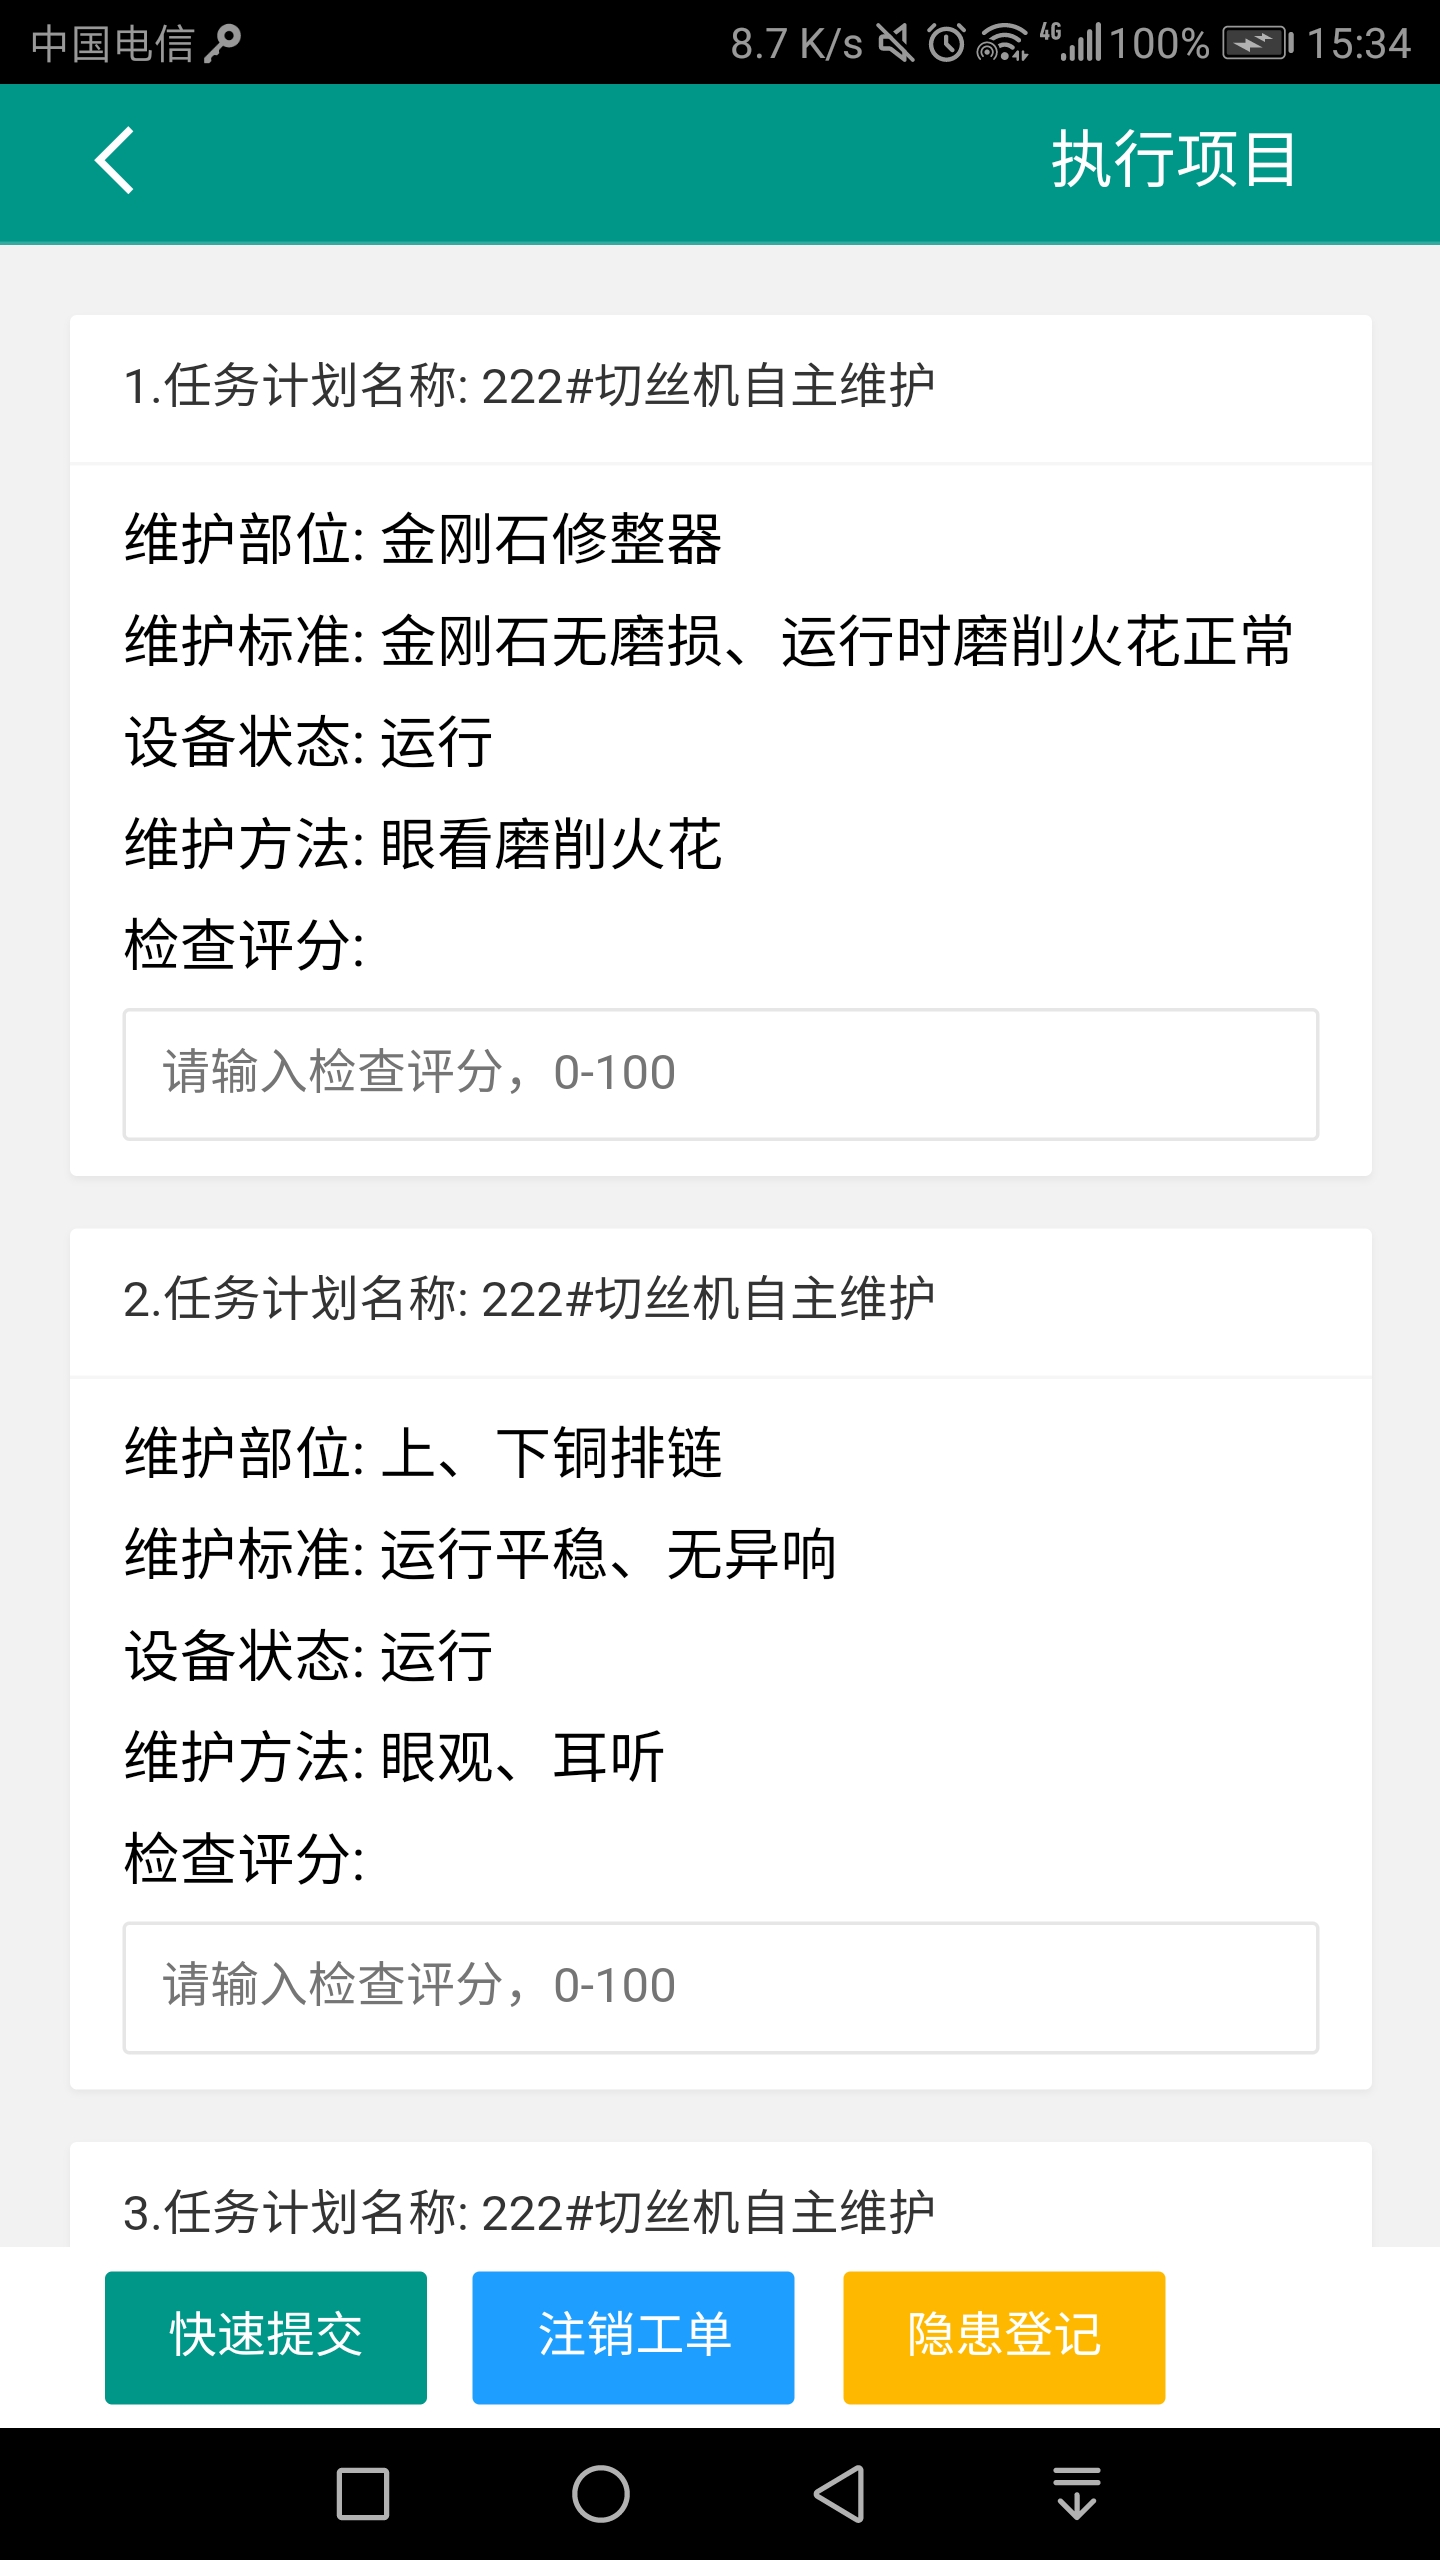 中国电信 8.7 K/s 4G 100% 15:34
执行项目
1.任务计划名称: 222#切丝机自主维护
维护部位: 金刚石修整器
维护标准: 金刚石无磨损、运行时磨削火花正常
设备状态: 运行
维护方法: 眼看磨削火花
检查评分:
请输入检查评分，0-100
2.任务计划名称: 222#切丝机自主维护
维护部位: 上、下铜排链
维护标准: 运行平稳、无异响
设备状态: 运行
维护方法: 眼观、耳听
检查评分:
请输入检查评分，0-100
3.任务计划名称: 222#切丝机自主维护
快速提交 注销工单 隐患登记